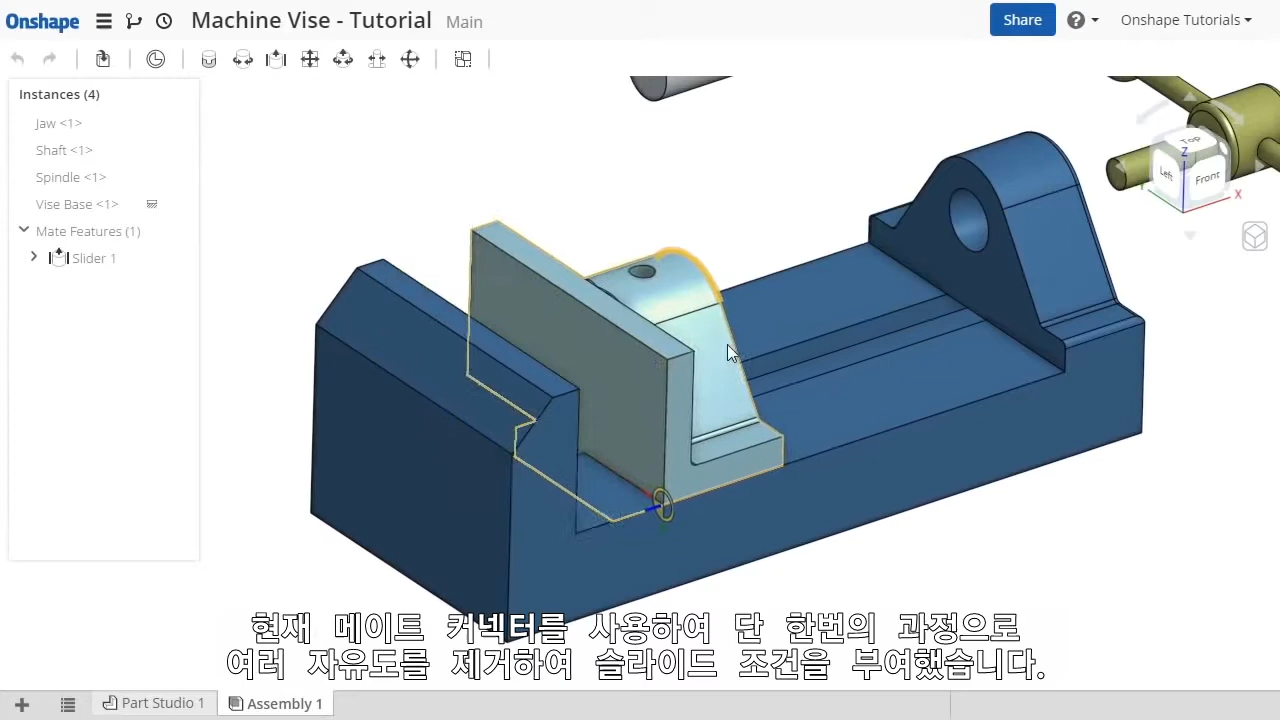 Onshape
Machine Vise - Tutorial Main
Share
Onshape Tutorials
Instances (4)
Jaw <1>
Shaft <1>
Spindle <1>
Vise Base <1>
Mate Features (1)
Slider 1
Top
Left
Front
Z
X
현재 메이트 커넥터를 사용하여 단 한번의 과정으로
여러 자유도를 제거하여 슬라이드 조건을 부여했습니다.
Part Studio 1
Assembly 1